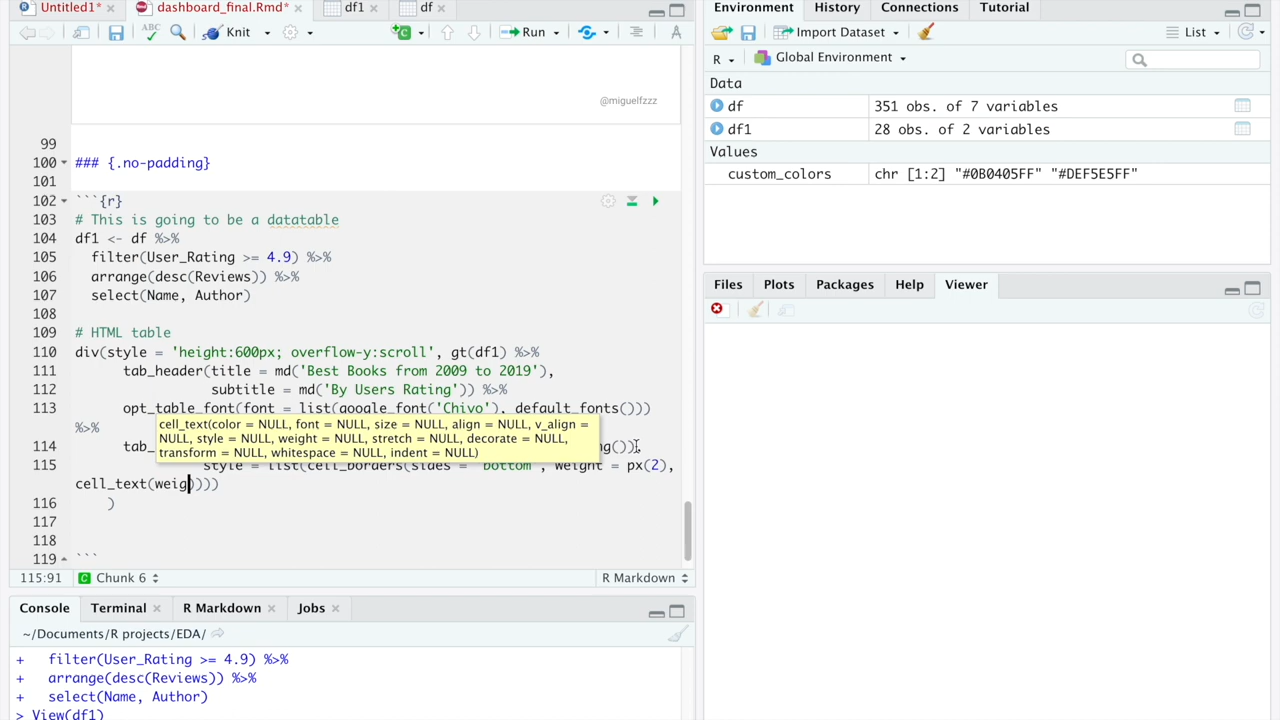 Untitled1* dashboard_final.Rmd* df1 df
ABC Knit Run
@miguelfzzz
99
100 ### {.no-padding}
101
102 ```{r}
103 # This is going to be a datatable
104 df1 <- df %>%
105 filter(User_Rating >= 4.9) %>%
106 arrange(desc(Reviews)) %>%
107 select(Name, Author)
108
109 # HTML table
110 div(style = 'height:600px; overflow-y:scroll', gt(df1) %>%
111 tab_header(title = md('Best Books from 2009 to 2019'),
112 subtitle = md('By Users Rating')) %>%
113 opt_table_font(font = list(google_font('Chivo'), default_fonts()))
%>%
cell_text(color = NULL, font = NULL, size = NULL, align = NULL, v_align =
NULL, style = NULL, weight = NULL, stretch = NULL, decorate = NULL,
transform = NULL, whitespace = NULL, indent = NULL)
114 tab_ng()),
115 style = list(cell_borders(sides = "bottom", weight = px(2),
cell_text(weig))))
116 )
117
118
119 ```
115:91 C Chunk 6 R Markdown
Console Terminal R Markdown Jobs
~/Documents/R projects/EDA/
+ filter(User_Rating >= 4.9) %>%
+ arrange(desc(Reviews)) %>%
+ select(Name, Author)
> View(df1)
Environment History Connections Tutorial
Import Dataset List
R Global Environment
Data
df 351 obs. of 7 variables
df1 28 obs. of 2 variables
Values
custom_colors chr [1:2] "#0B0405FF" "#DEF5E5FF"
Files Plots Packages Help Viewer